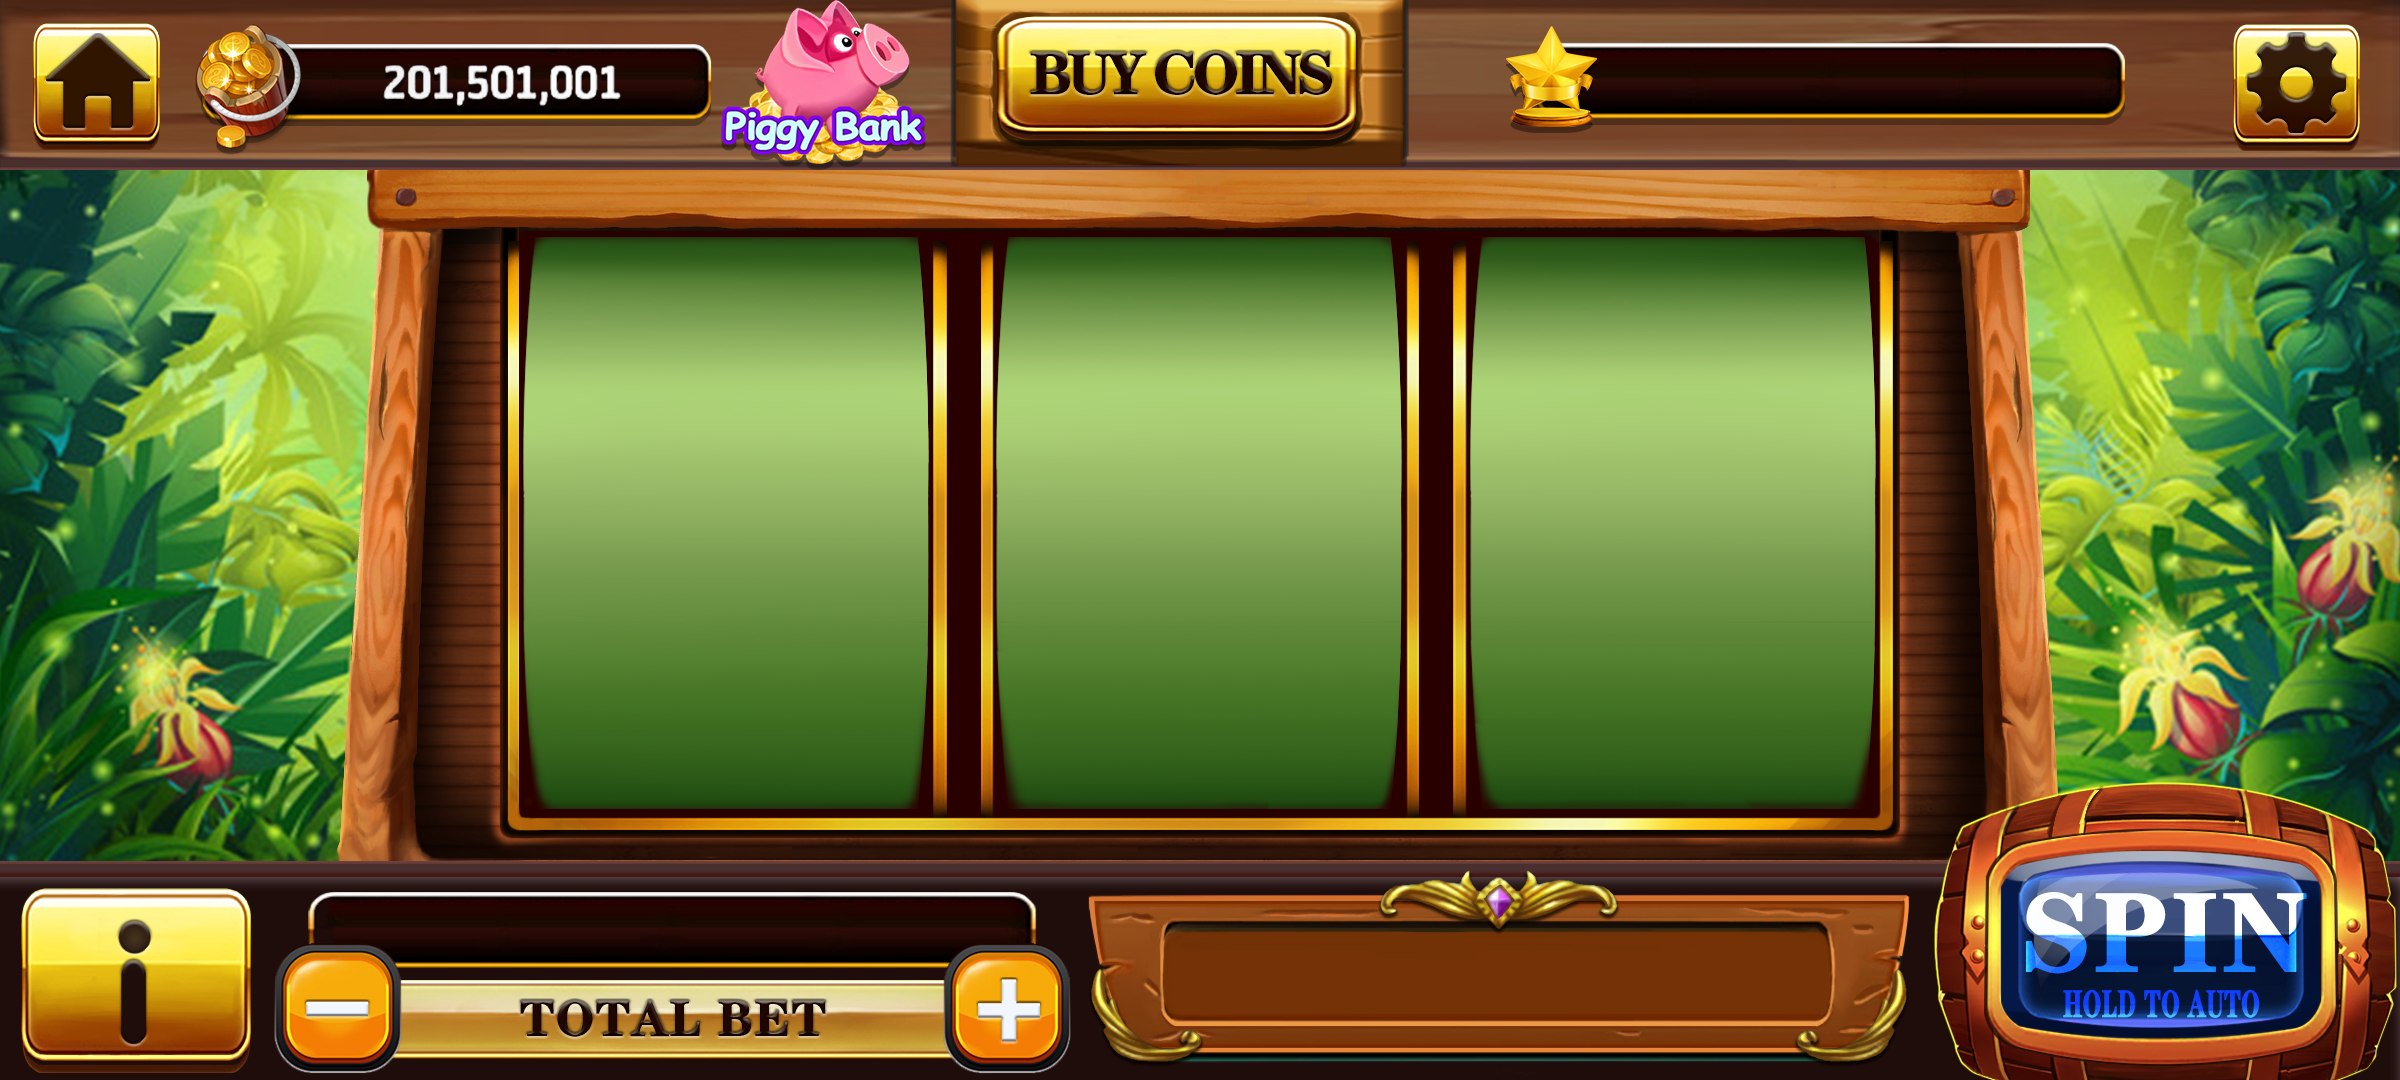 201,501,001
Piggy Bank
BUY COINS
TOTAL BET
SPIN
HOLD TO AUTO